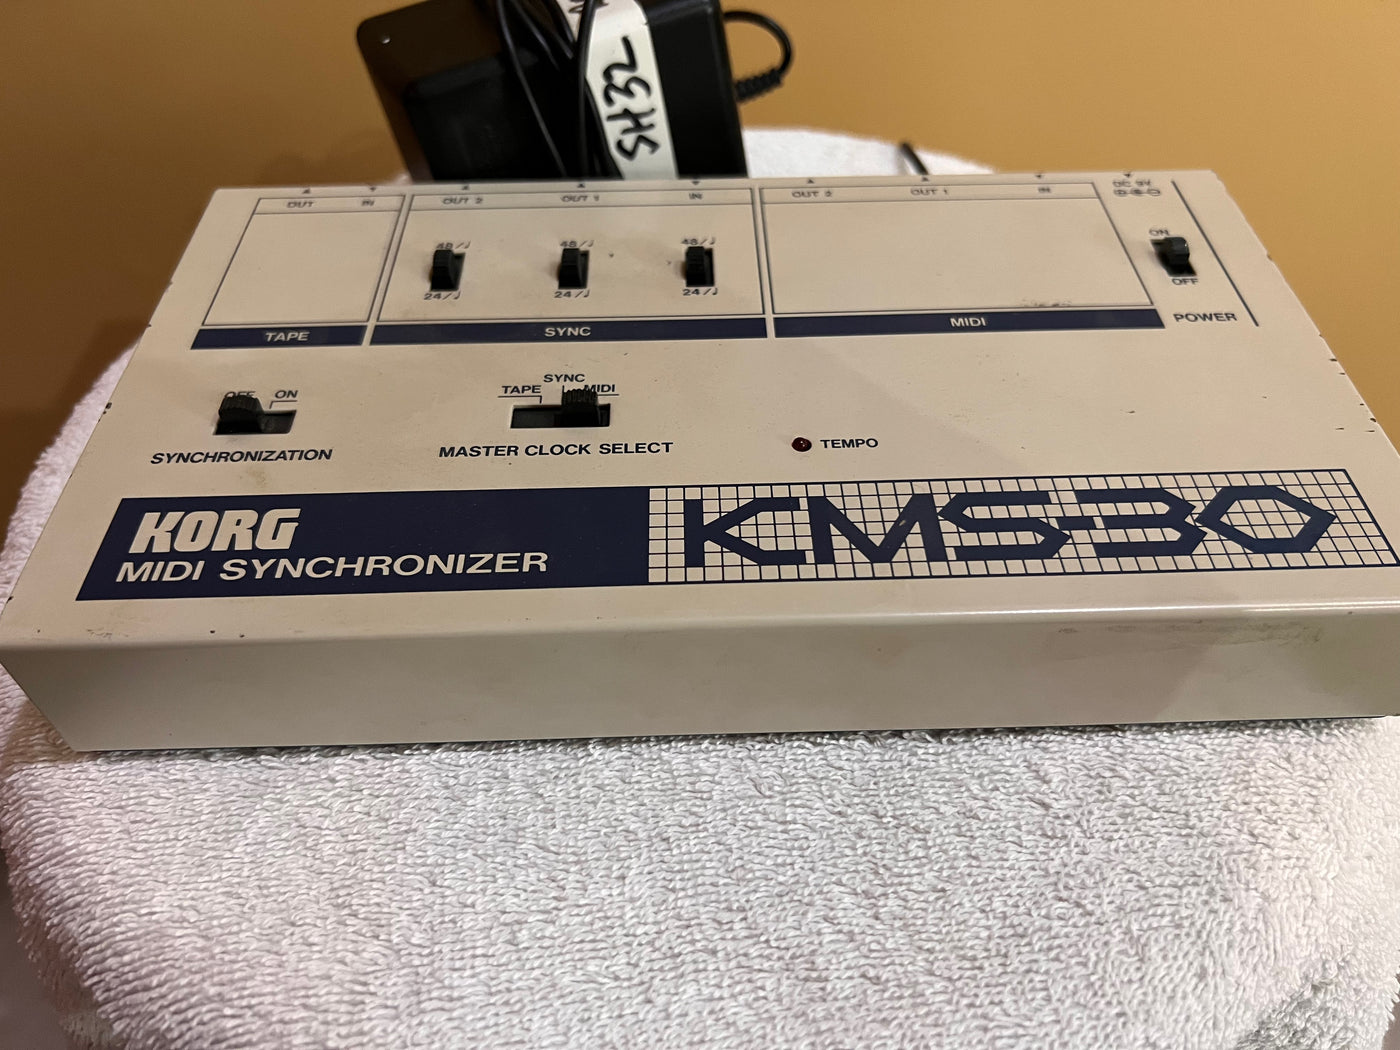 SH32
OUT IN OUT 2 OUT 1 IN OUT 2 OUT 1 IN DC 9V
48/♩ 48/♩ 48/♩ ON
24/♩ 24/♩ 24/♩ OFF
TAPE SYNC MIDI POWER
OFF ON TAPE SYNC MIDI
SYNCHRONIZATION MASTER CLOCK SELECT TEMPO
KORG KMS-30
MIDI SYNCHRONIZER